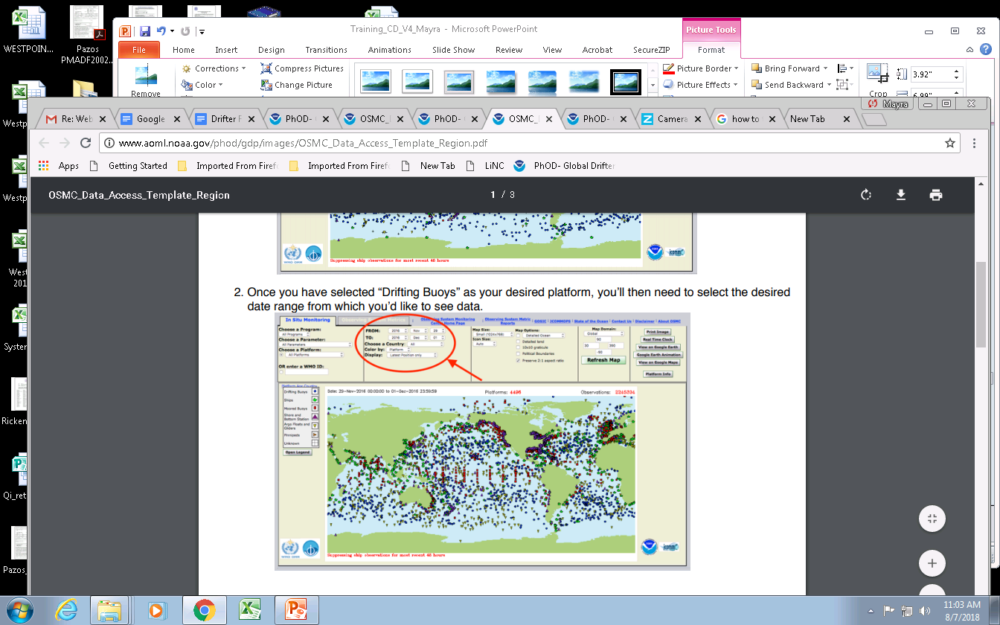 WESTPOIN...
Pazos
PMADF2002...
Training_CD_V4_Mayra - Microsoft PowerPoint
Picture Tools
File Home Insert Design Transitions Animations Slide Show Review View Acrobat SecureZIP Format
Remove
Corrections
Color
Compress Pictures
Change Picture
Picture Border
Picture Effects
Bring Forward
Send Backward
Crop
3.92"
6.99"
Mayra
Re: Web
Google
Drifter F
PhOD-
OSMC_
PhOD-
OSMC_
PhOD-
Camera
how to
New Tab
www.aoml.noaa.gov/phod/gdp/images/OSMC_Data_Access_Template_Region.pdf
Apps Getting Started Imported From Firef Imported From Firef New Tab LiNC PhOD- Global Drifter
OSMC_Data_Access_Template_Region
1 / 3
Westp
Westp
West
201
System
Ricken
Qi_ret
Pazos_
WMO OMM
Suppressing ship observations for most recent 48 hours
2. Once you have selected “Drifting Buoys” as your desired platform, you’ll then need to select the desired
date range from which you’d like to see data.
In Situ Monitoring
Observing System Metrics
Observing System Monitoring
Center Home Page
Observing System Metric
Reports
GOSIC | JCOMMOPS | State of the Ocean | Contact Us | Disclaimer | About OSMC
Choose a Program:
All Programs
Choose a Parameter:
All Parameters
Choose a Platform:
All Platforms
OR enter a WMO ID:
FROM: 2016 Nov 29
TO: 2016 Dec 01
Choose a Country: All
Color by: Platform
Display: Latest Position only
Map Size:
Small (1024x768)
Icon Size:
Auto
Map Options:
Detailed Ocean
Detailed land
10x10 graticule
Political Boundaries
Preserve 2:1 aspect ratio
Map Domain:
Global
90
30 390
-90
Refresh Map
Print Image
Real Time Clock
View on Google Earth
Google Earth Animation
View on Google Maps
Platform Info
Date: 29-Nov-2016 00:00:00 to 01-Dec-2016 23:59:59
Platforms: 4496
Observations: 2245334
Drifting Buoys
Ships
Moored Buoys
Shore and
Bottom Station
Argo Floats and
Gliders
Pinnipeds
Unknown
Open Legend
WMO OMM
Suppressing ship observations for most recent 48 hours
11:03 AM
8/7/2018